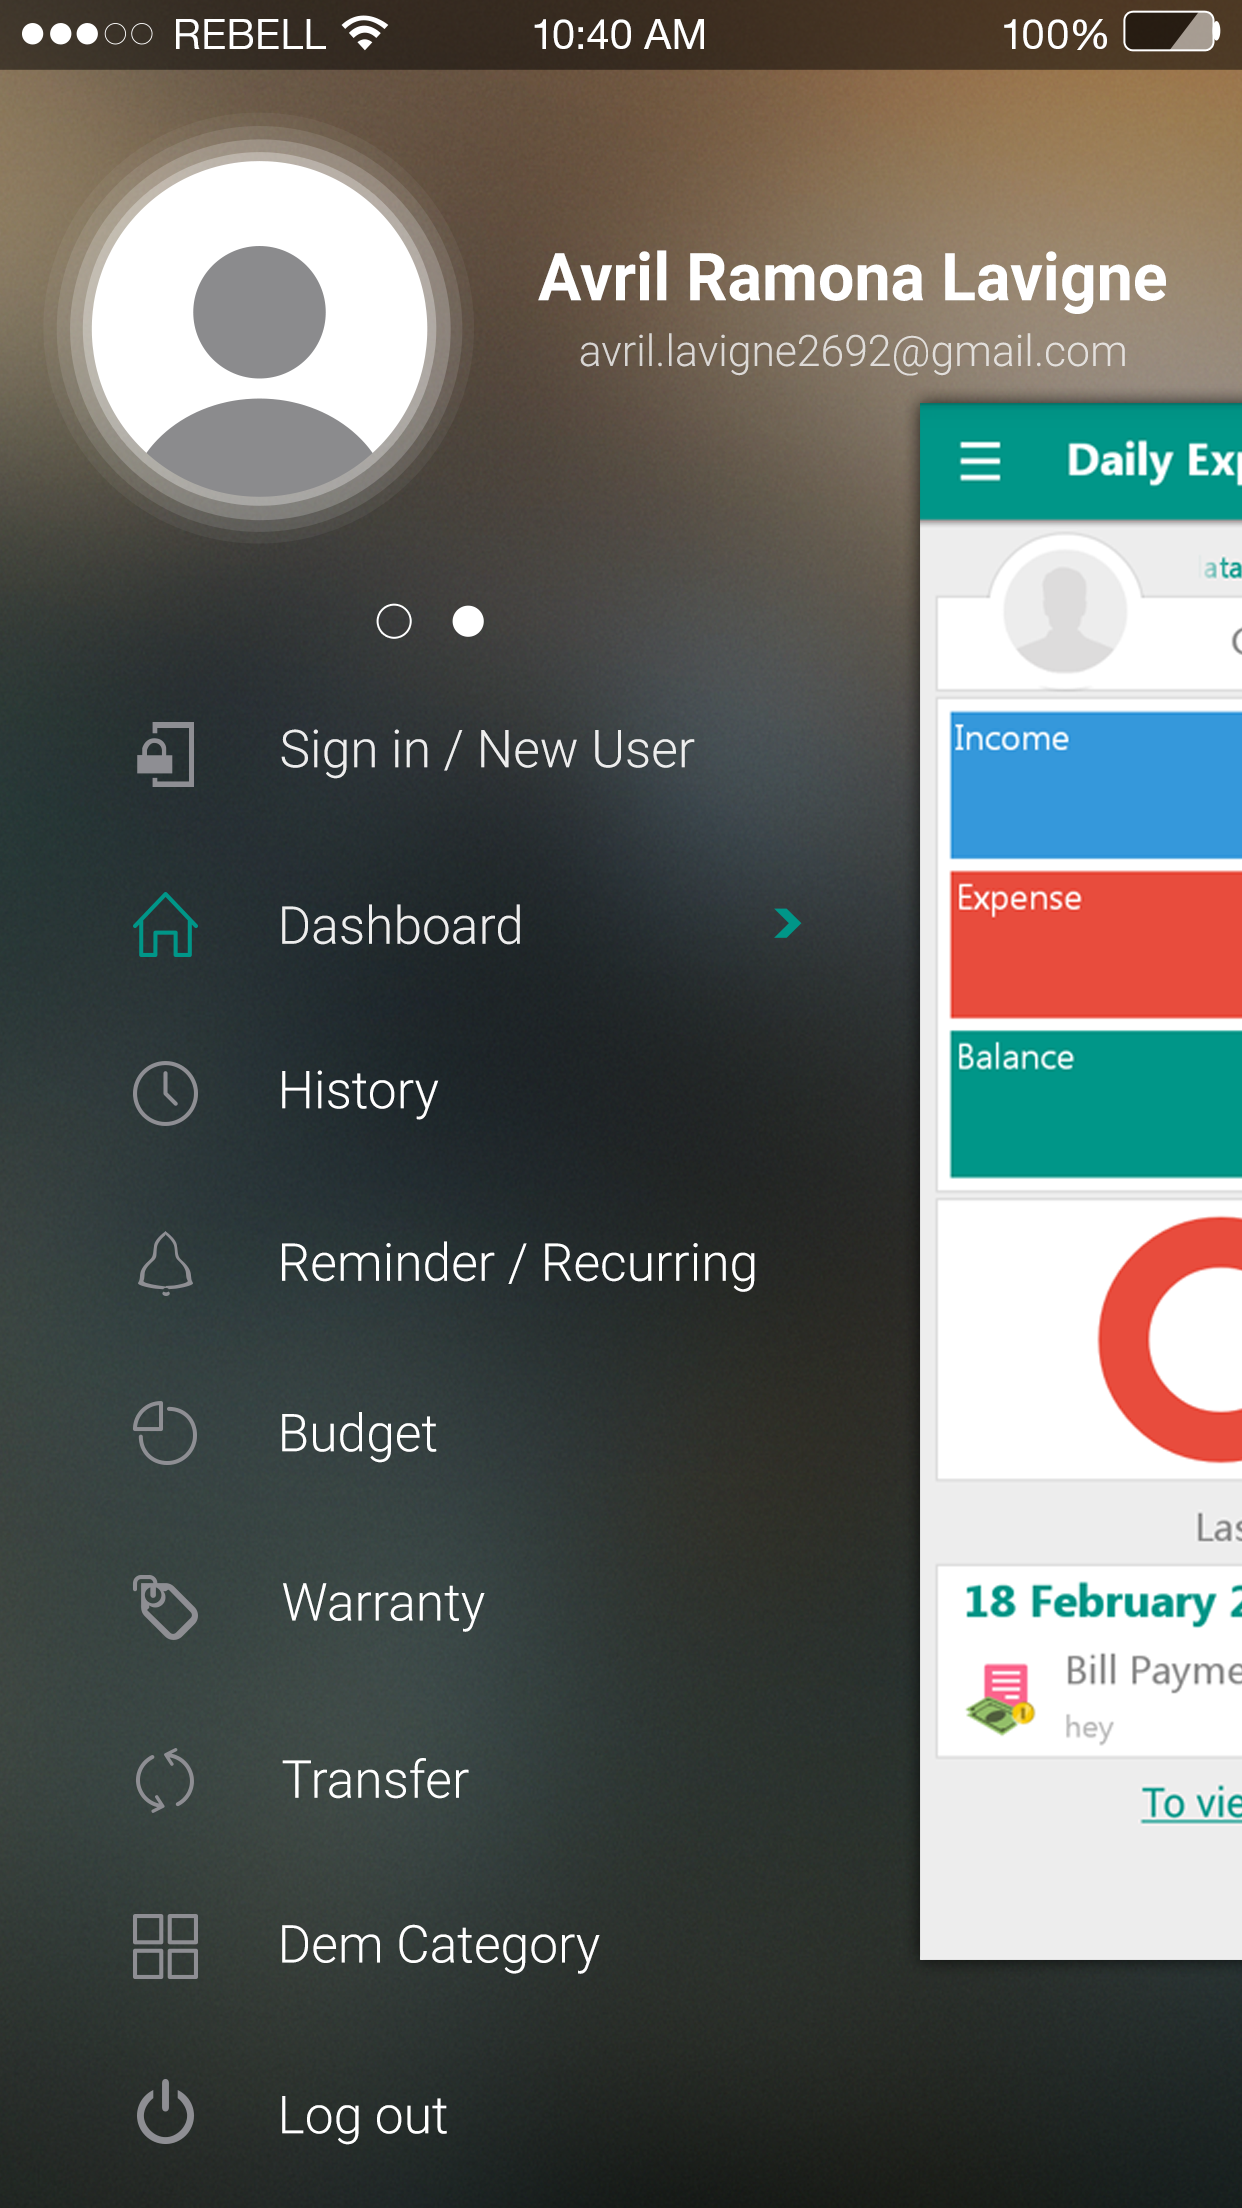 REBELL 10:40 AM 100%
Avril Ramona Lavigne
avril.lavigne2692@gmail.com
Daily Exp
ata
Sign in / New User
Income
Dashboard
Expense
History
Balance
Reminder / Recurring
Budget
Las
Warranty
18 February 2
Bill Payme
hey
Transfer
To vie
Dem Category
Log out